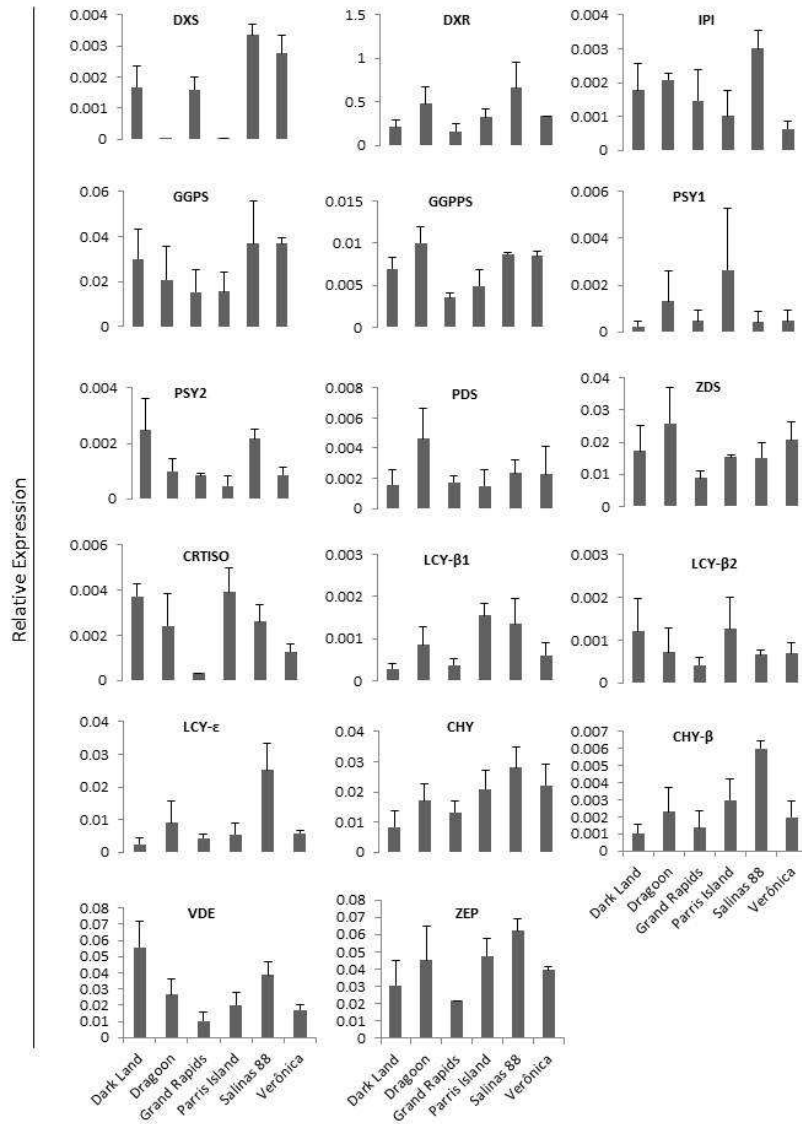 Relative Expression
DXS
0.004
0.003
0.002
0.001
0
DXR
1.5
1
0.5
0
IPI
0.004
0.003
0.002
0.001
0
GGPS
0.06
0.04
0.02
0
GGPPS
0.015
0.01
0.005
0
PSY1
0.006
0.004
0.002
0
PSY2
0.004
0.002
0
PDS
0.008
0.006
0.004
0.002
0
ZDS
0.04
0.03
0.02
0.01
0
CRTISO
0.006
0.004
0.002
0
LCY-β1
0.003
0.002
0.001
0
LCY-β2
0.003
0.002
0.001
0
LCY-ε
0.04
0.03
0.02
0.01
0
CHY
0.04
0.03
0.02
0.01
0
CHY-β
0.007
0.006
0.005
0.004
0.003
0.002
0.001
0.000
Dark Land
Dragoon
Grand Rapids
Parris Island
Salinas 88
Verônica
VDE
0.08
0.07
0.06
0.05
0.04
0.03
0.02
0.01
0
Dark Land
Dragoon
Grand Rapids
Parris Island
Salinas 88
Verônica
ZEP
0.08
0.07
0.06
0.05
0.04
0.03
0.02
0.01
0.00
Dark Land
Dragoon
Grand Rapids
Parris Island
Salinas 88
Verônica